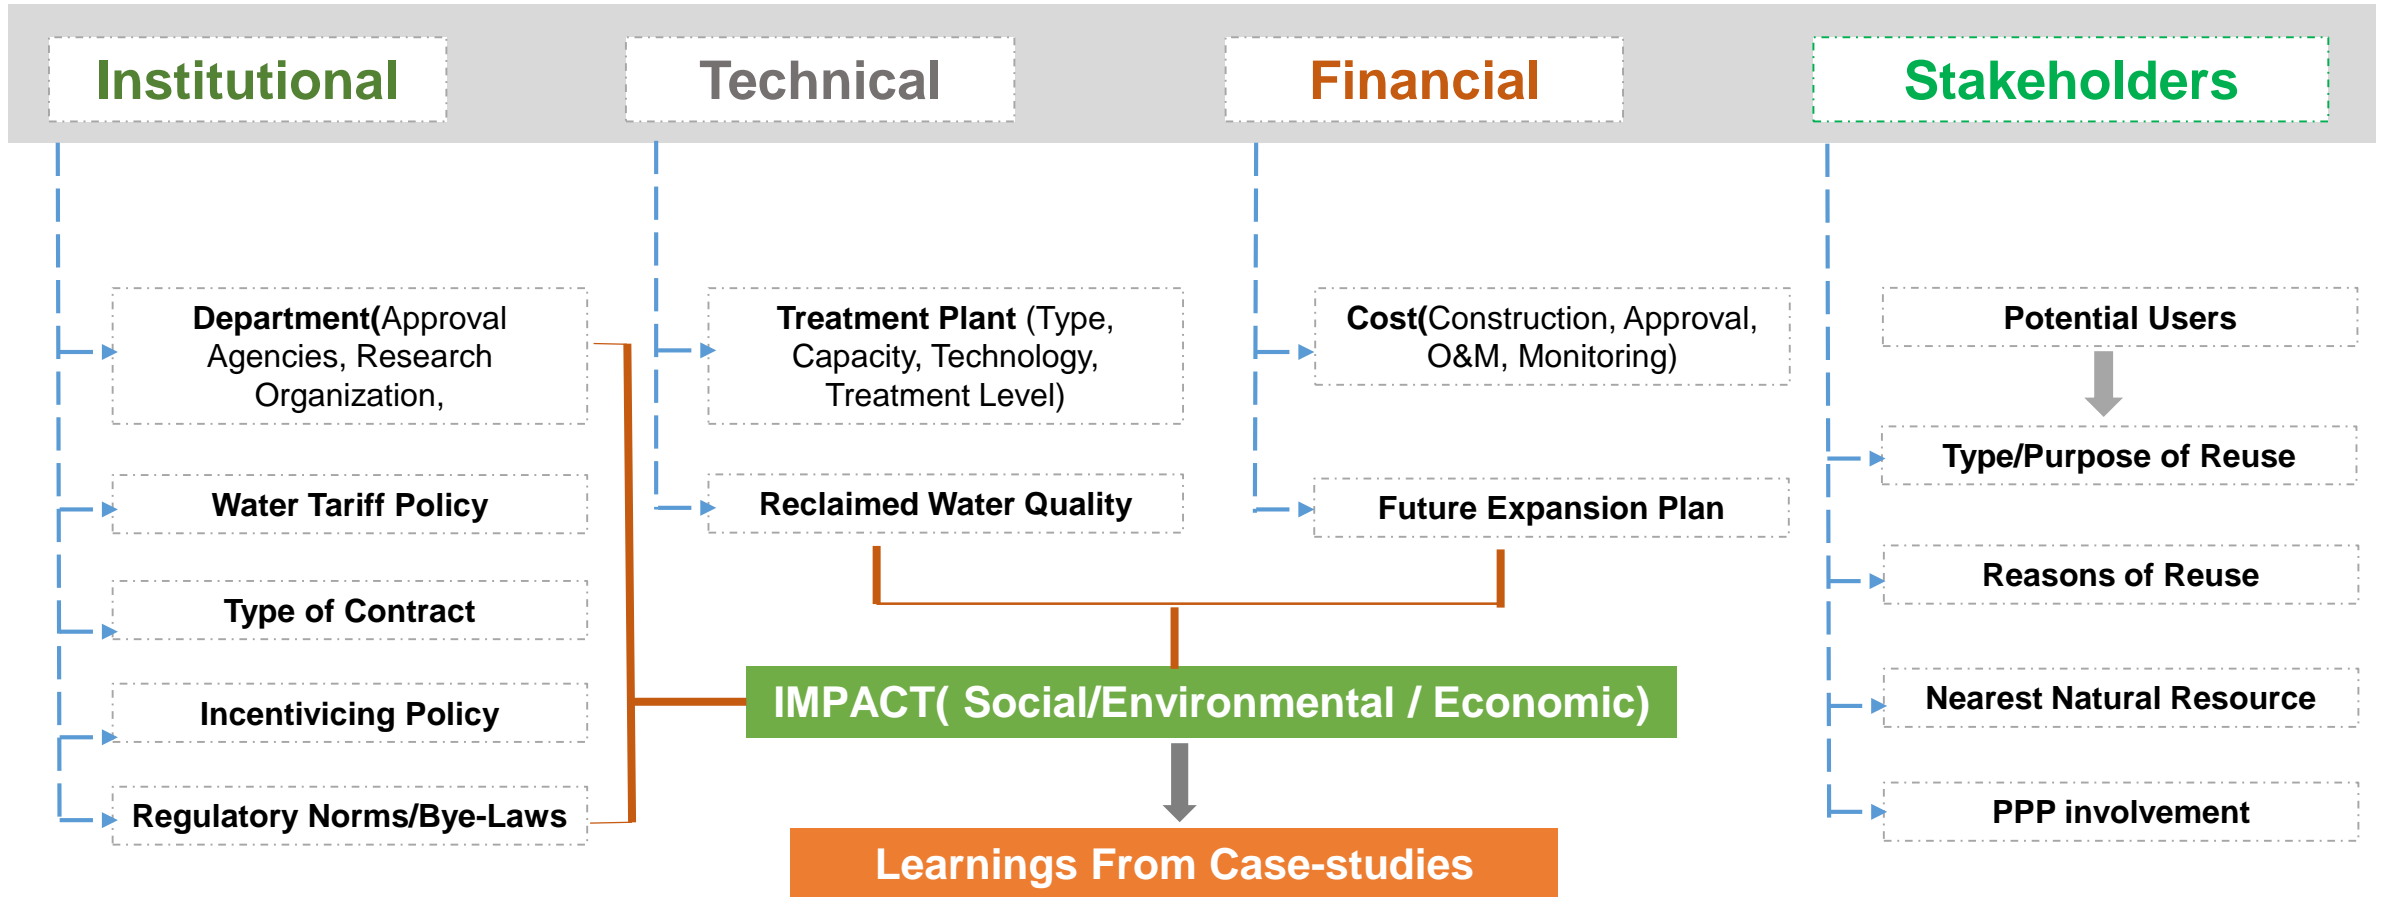 Institutional
Technical
Financial
Stakeholders
Department(Approval
Agencies, Research
Organization,
Water Tariff Policy
Type of Contract
Incentivicing Policy
Regulatory Norms/Bye-Laws
Treatment Plant (Type,
Capacity, Technology,
Treatment Level)
Reclaimed Water Quality
Cost(Construction, Approval,
O&M, Monitoring)
Future Expansion Plan
Potential Users
Type/Purpose of Reuse
Reasons of Reuse
Nearest Natural Resource
PPP involvement
IMPACT( Social/Environmental / Economic)
Learnings From Case-studies